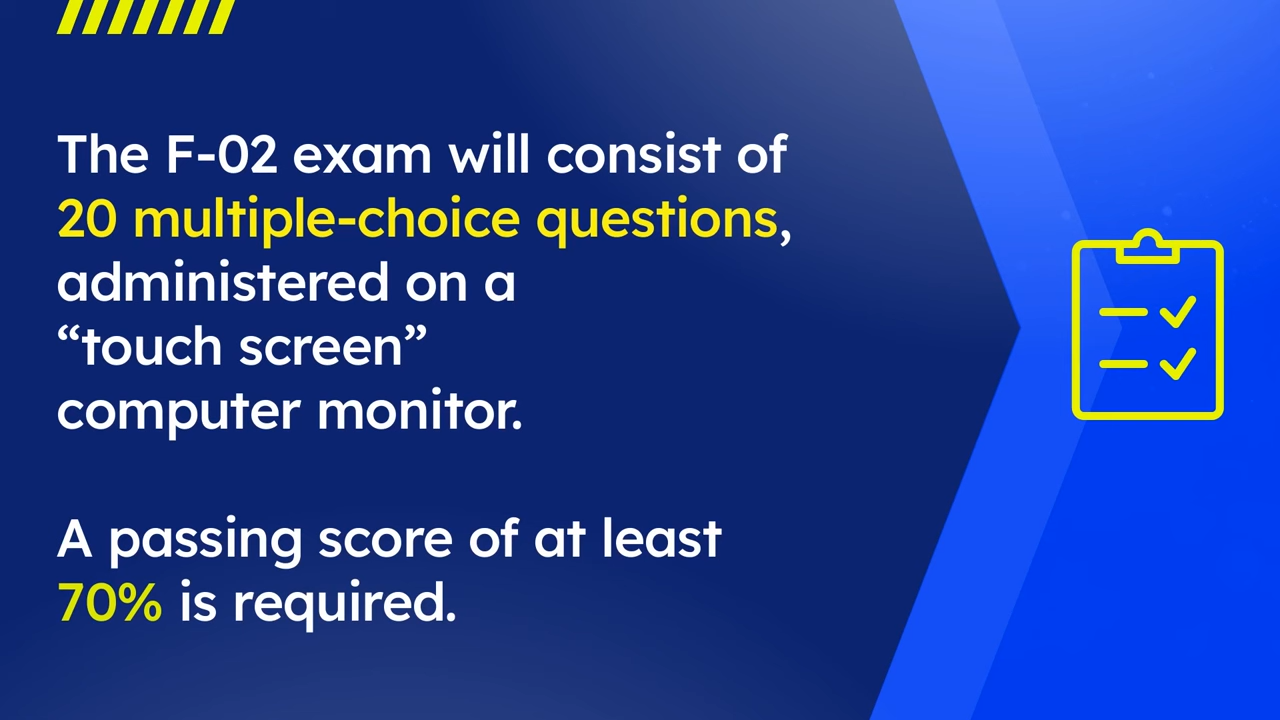 The F-02 exam will consist of
20 multiple-choice questions,
administered on a
“touch screen”
computer monitor.
A passing score of at least
70% is required.